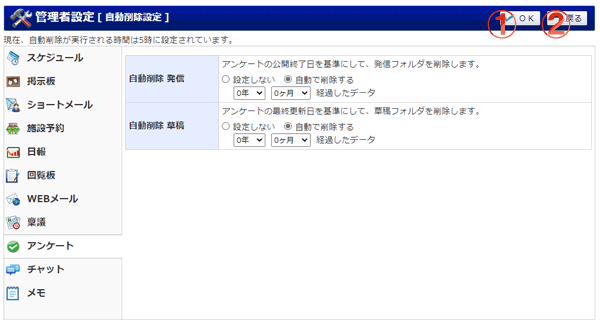 管理者設定 [ 自動削除設定 ]
① OK ② 戻る
現在、自動削除が実行される時間は5時に設定されています。
スケジュール
掲示板
ショートメール
施設予約
日報
回覧板
WEBメール
稟議
アンケート
チャット
メモ
自動削除 発信
アンケートの公開終了日を基準にして、発信フォルダを削除します。
設定しない 自動で削除する
0年 0ヶ月 経過したデータ
自動削除 草稿
アンケートの最終更新日を基準にして、草稿フォルダを削除します。
設定しない 自動で削除する
0年 0ヶ月 経過したデータ